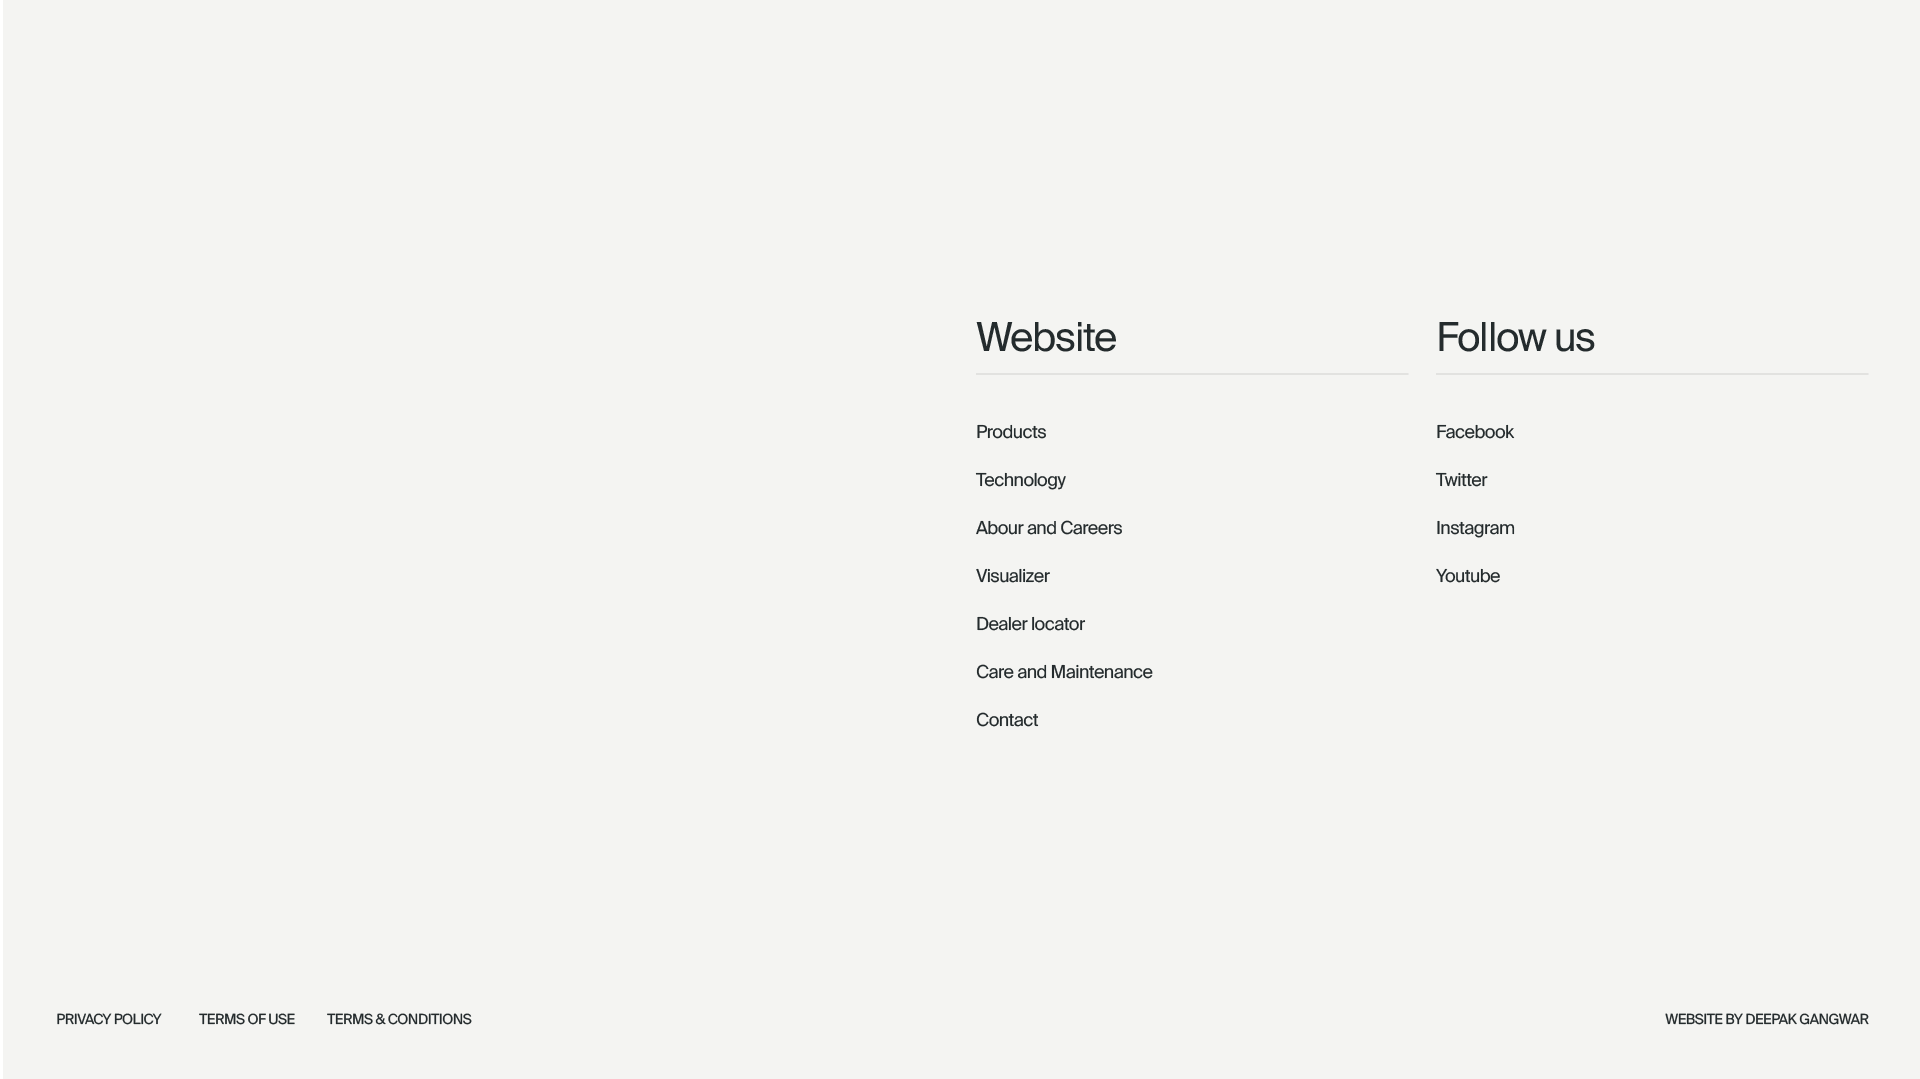 Website
Products
Technology
Abour and Careers
Visualizer
Dealer locator
Care and Maintenance
Contact
Follow us
Facebook
Twitter
Instagram
Youtube
PRIVACY POLICY
TERMS OF USE
TERMS & CONDITIONS
WEBSITE BY DEEPAK GANGWAR